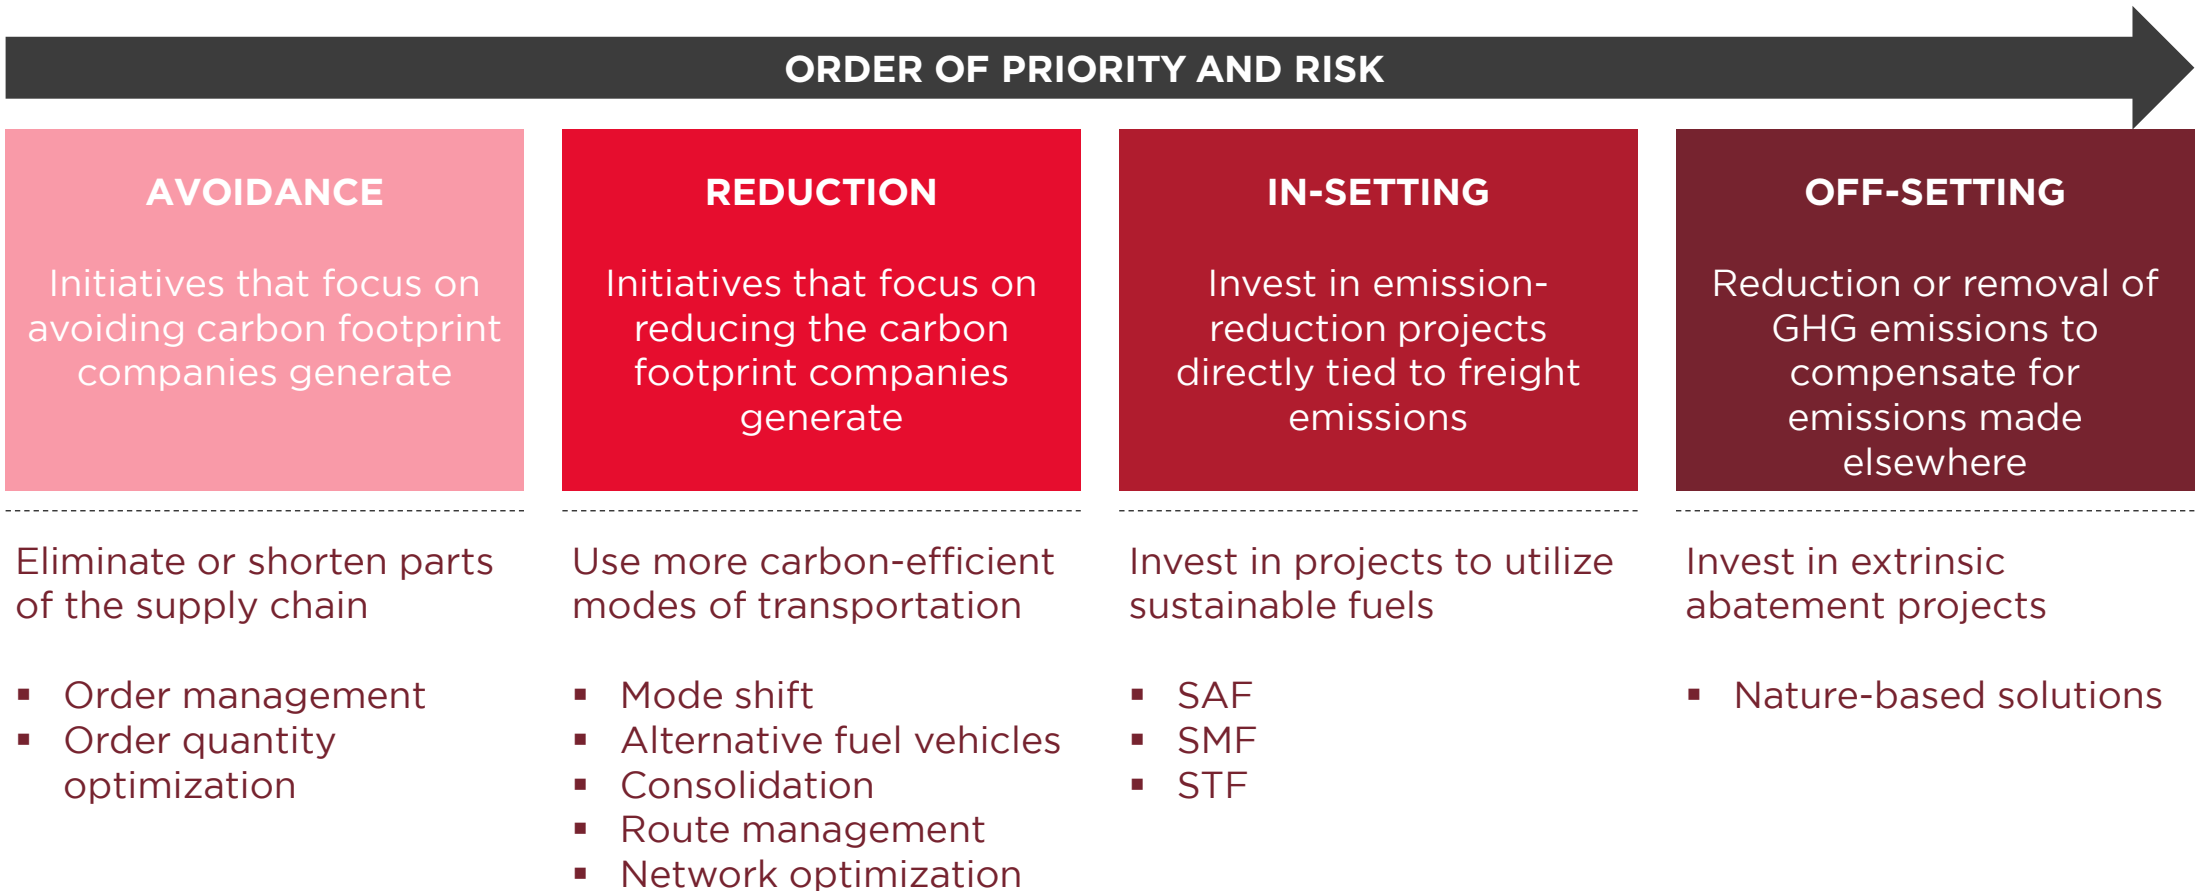 ORDER OF PRIORITY AND RISK
AVOIDANCE
Initiatives that focus on
avoiding carbon footprint
companies generate
Eliminate or shorten parts
of the supply chain
▪ Order management
▪ Order quantity
optimization
REDUCTION
Initiatives that focus on
reducing the carbon
footprint companies
generate
Use more carbon-efficient
modes of transportation
▪ Mode shift
▪ Alternative fuel vehicles
▪ Consolidation
▪ Route management
▪ Network optimization
IN-SETTING
Invest in emission-
reduction projects
directly tied to freight
emissions
Invest in projects to utilize
sustainable fuels
▪ SAF
▪ SMF
▪ STF
OFF-SETTING
Reduction or removal of
GHG emissions to
compensate for
emissions made
elsewhere
Invest in extrinsic
abatement projects
▪ Nature-based solutions